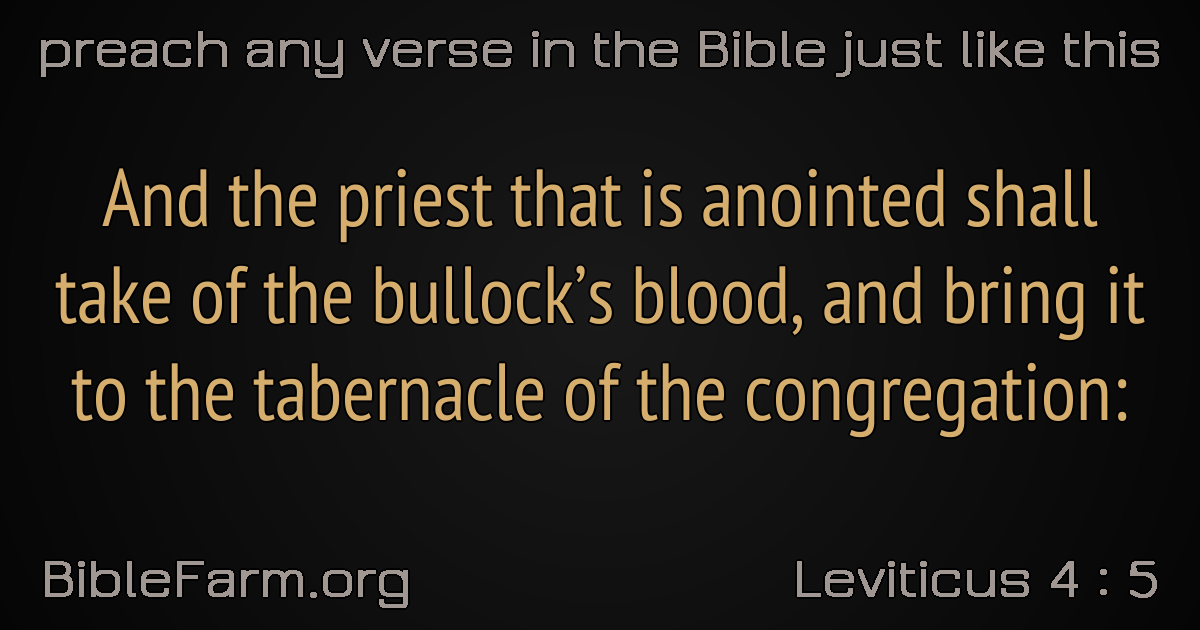 preach any verse in the Bible just like this
And the priest that is anointed shall
take of the bullock’s blood, and bring it
to the tabernacle of the congregation:
BibleFarm.org
Leviticus 4 : 5